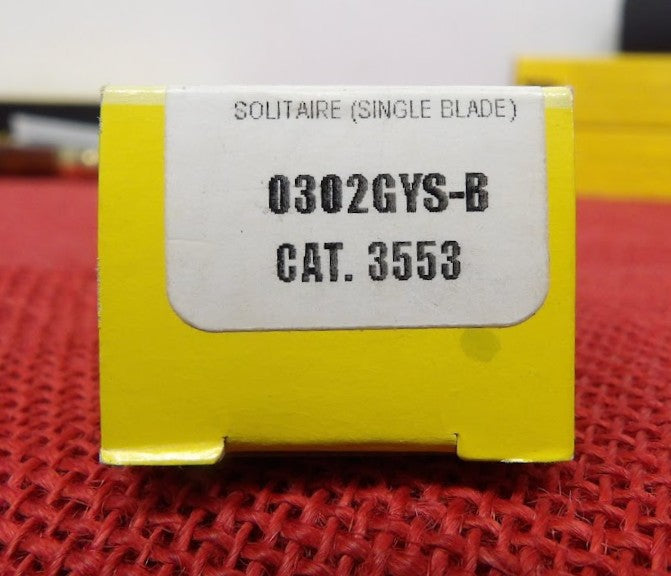 SOLITAIRE (SINGLE BLADE)
0302GYS-B
CAT. 3553